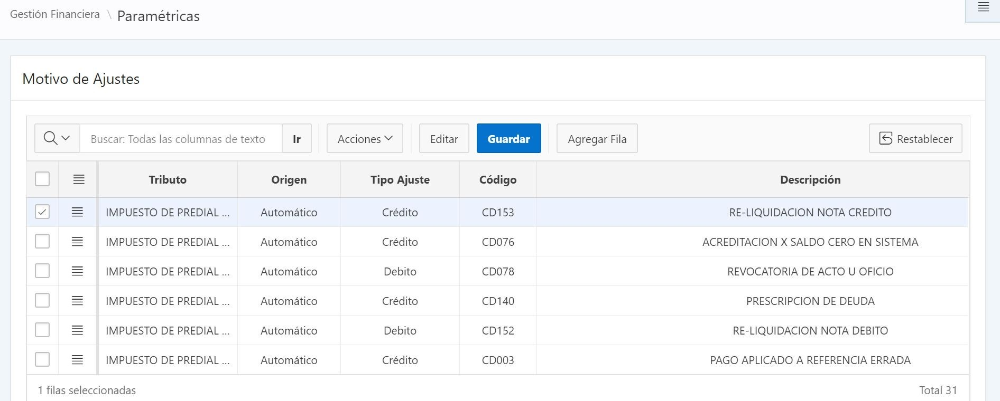 Gestión Financiera \ Paramétricas
Motivo de Ajustes
Buscar: Todas las columnas de texto Ir Acciones Editar Guardar Agregar Fila Restablecer
Tributo Origen Tipo Ajuste Código Descripción
IMPUESTO DE PREDIAL ... Automático Crédito CD153 RE-LIQUIDACION NOTA CREDITO
IMPUESTO DE PREDIAL ... Automático Crédito CD076 ACREDITACION X SALDO CERO EN SISTEMA
IMPUESTO DE PREDIAL ... Automático Debito CD078 REVOCATORIA DE ACTO U OFICIO
IMPUESTO DE PREDIAL ... Automático Crédito CD140 PRESCRIPCION DE DEUDA
IMPUESTO DE PREDIAL ... Automático Debito CD152 RE-LIQUIDACION NOTA DEBITO
IMPUESTO DE PREDIAL ... Automático Crédito CD003 PAGO APLICADO A REFERENCIA ERRADA
1 filas seleccionadas Total 31